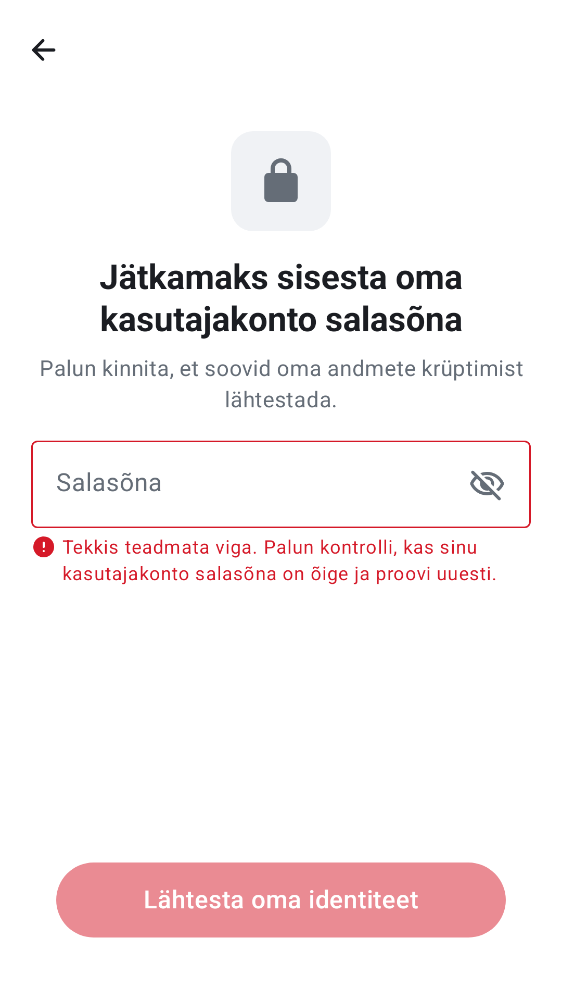 Jätkamaks sisesta oma
kasutajakonto salasõna
Palun kinnita, et soovid oma andmete krüptimist
lähtestada.
Salasõna
Tekkis teadmata viga. Palun kontrolli, kas sinu
kasutajakonto salasõna on õige ja proovi uuesti.
Lähtesta oma identiteet